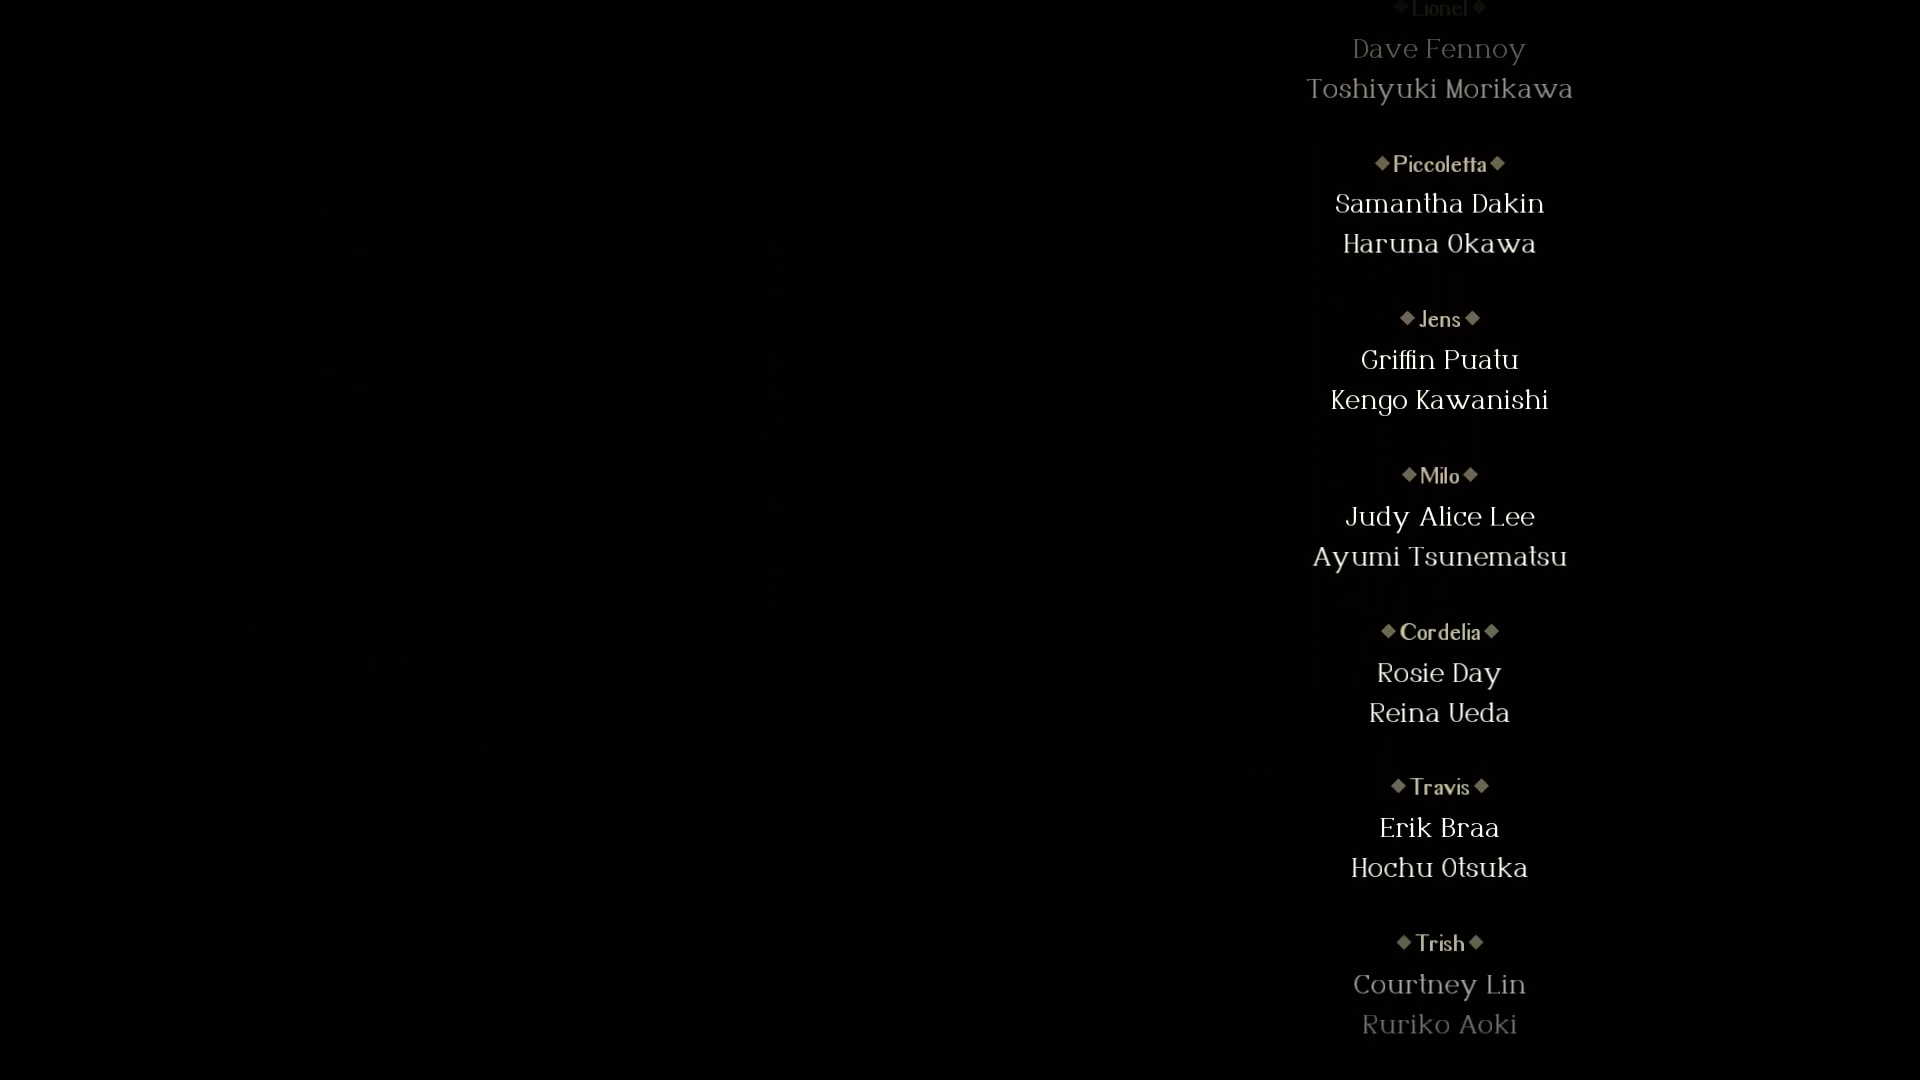 ◆Lionel◆
Dave Fennoy
Toshiyuki Morikawa
◆Piccoletta◆
Samantha Dakin
Haruna Okawa
◆Jens◆
Griffin Puatu
Kengo Kawanishi
◆Milo◆
Judy Alice Lee
Ayumi Tsunematsu
◆Cordelia◆
Rosie Day
Reina Ueda
◆Travis◆
Erik Braa
Hochu Otsuka
◆Trish◆
Courtney Lin
Ruriko Aoki